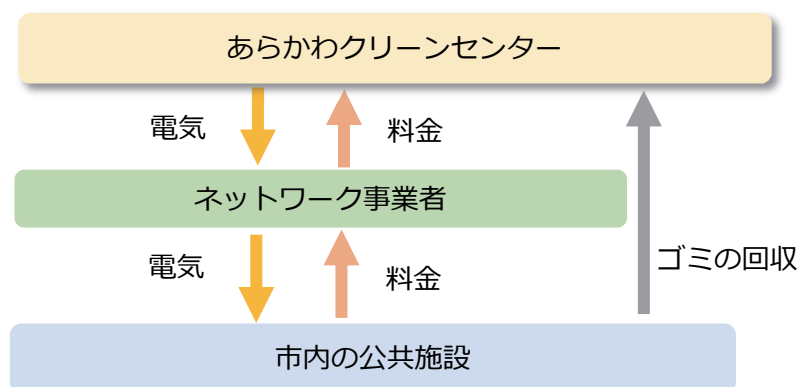 あらかわクリーンセンター
電気
料金
ネットワーク事業者
電気
料金
ゴミの回収
市内の公共施設